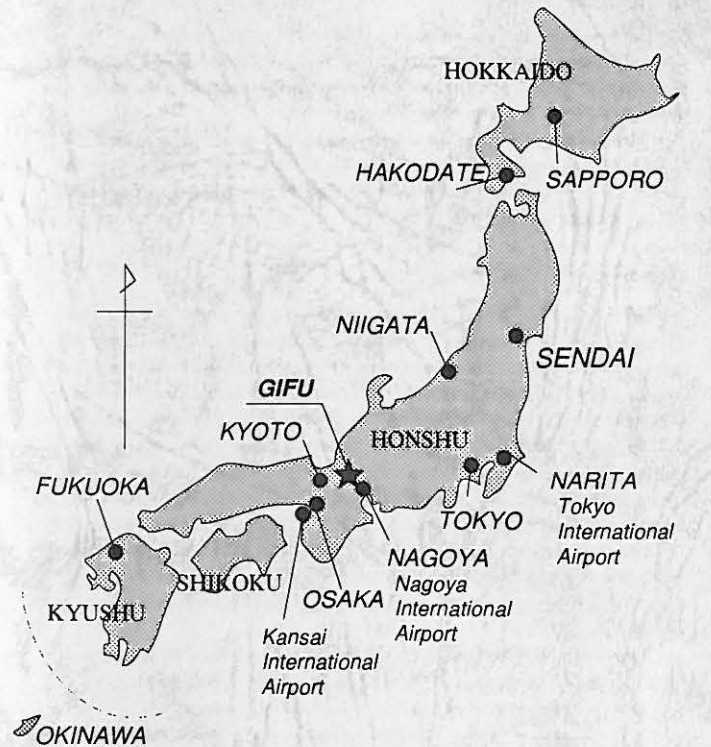 HOKKAIDO
HAKODATE
SAPPORO
NIIGATA
SENDAI
GIFU
KYOTO
HONSHU
FUKUOKA
NARITA
Tokyo
International
Airport
TOKYO
NAGOYA
Nagoya
International
Airport
SHIKOKU
OSAKA
KYUSHU
Kansai
International
Airport
OKINAWA